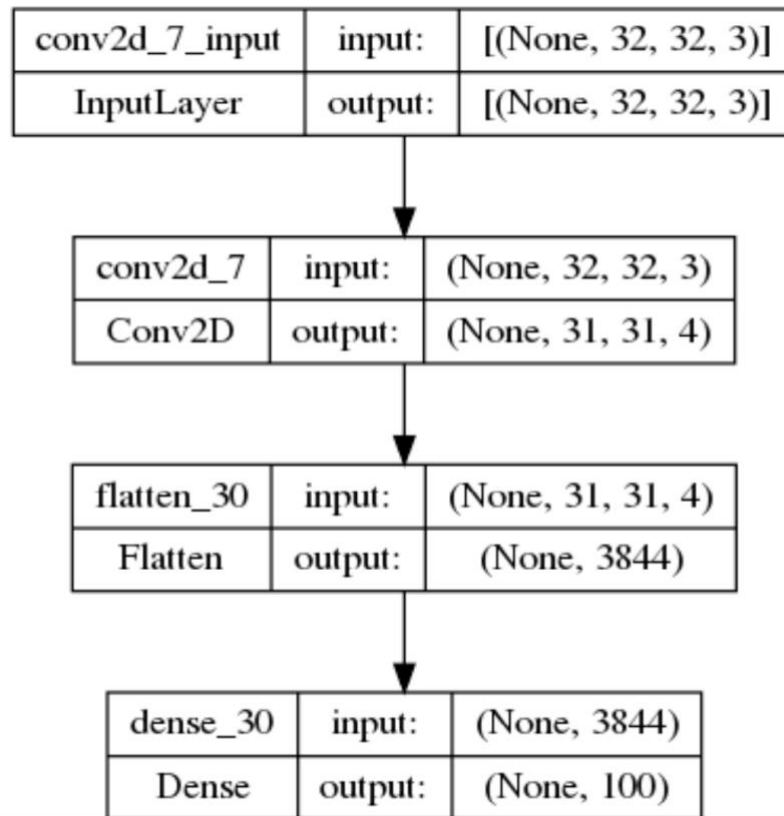 conv2d_7_input input: [(None, 32, 32, 3)]
InputLayer output: [(None, 32, 32, 3)]
conv2d_7 input: (None, 32, 32, 3)
Conv2D output: (None, 31, 31, 4)
flatten_30 input: (None, 31, 31, 4)
Flatten output: (None, 3844)
dense_30 input: (None, 3844)
Dense output: (None, 100)